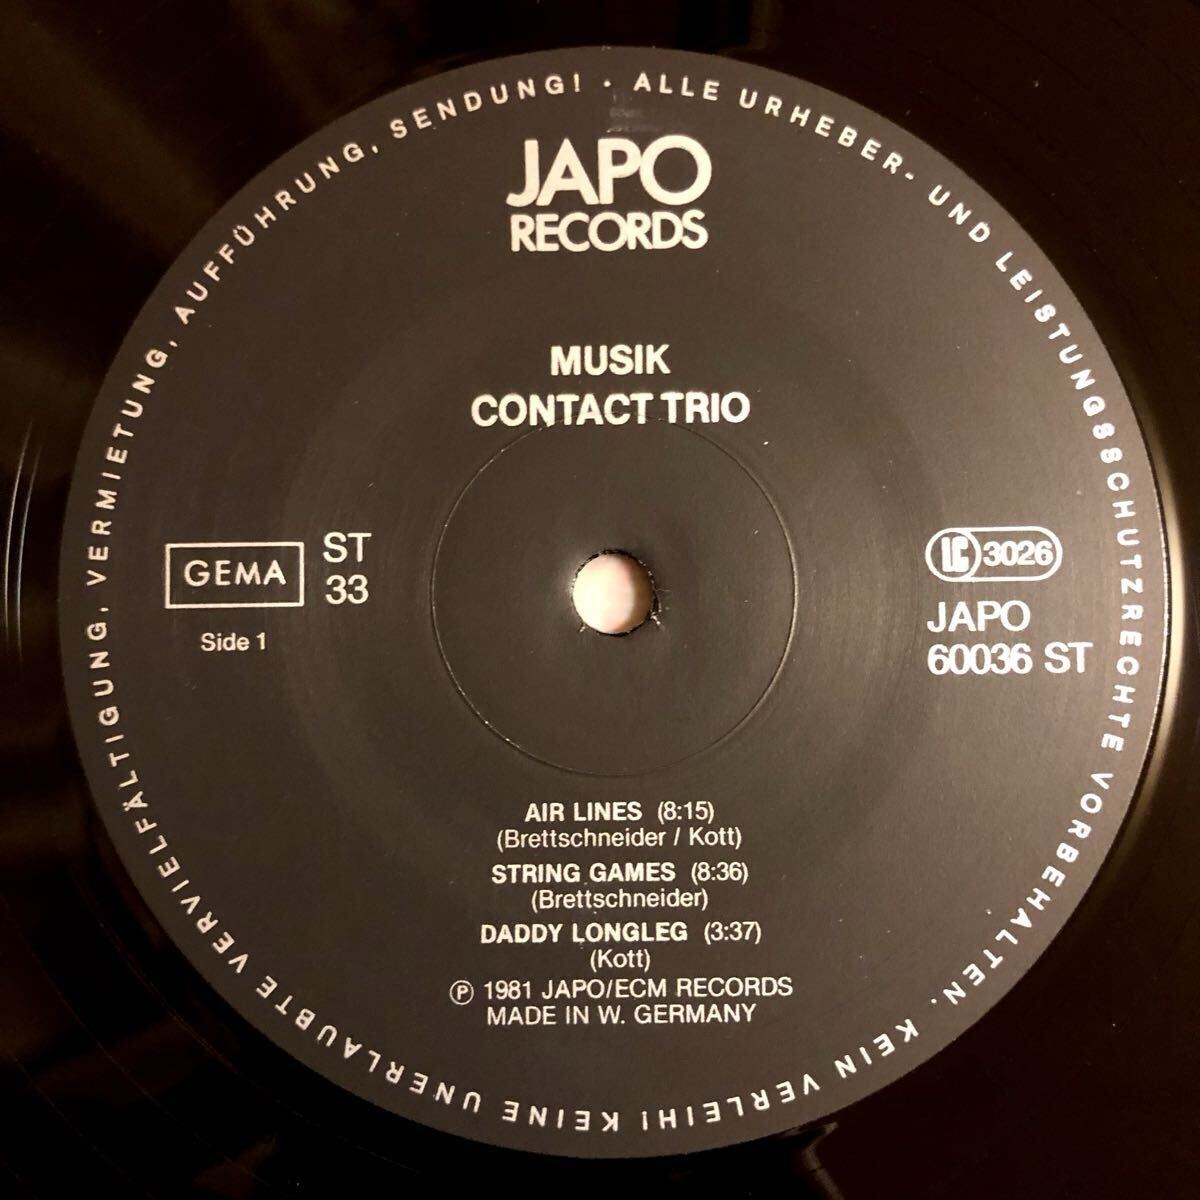 ALLE URHEBER- UND LEISTUNGSSCHUTZRECHTE VORBEHALTEN. KEIN VERLEIH! KEINE UNERLAUBTE VERVIELFÄLTIGUNG, VERMIETUNG, AUFFÜHRUNG, SENDUNG! ·
JAPO
RECORDS
MUSIK
CONTACT TRIO
GEMA
ST
33
Side 1
LC 3026
JAPO
60036 ST
AIR LINES (8:15)
(Brettschneider / Kott)
STRING GAMES (8:36)
(Brettschneider)
DADDY LONGLEG (3:37)
(Kott)
Ⓟ 1981 JAPO/ECM RECORDS
MADE IN W. GERMANY